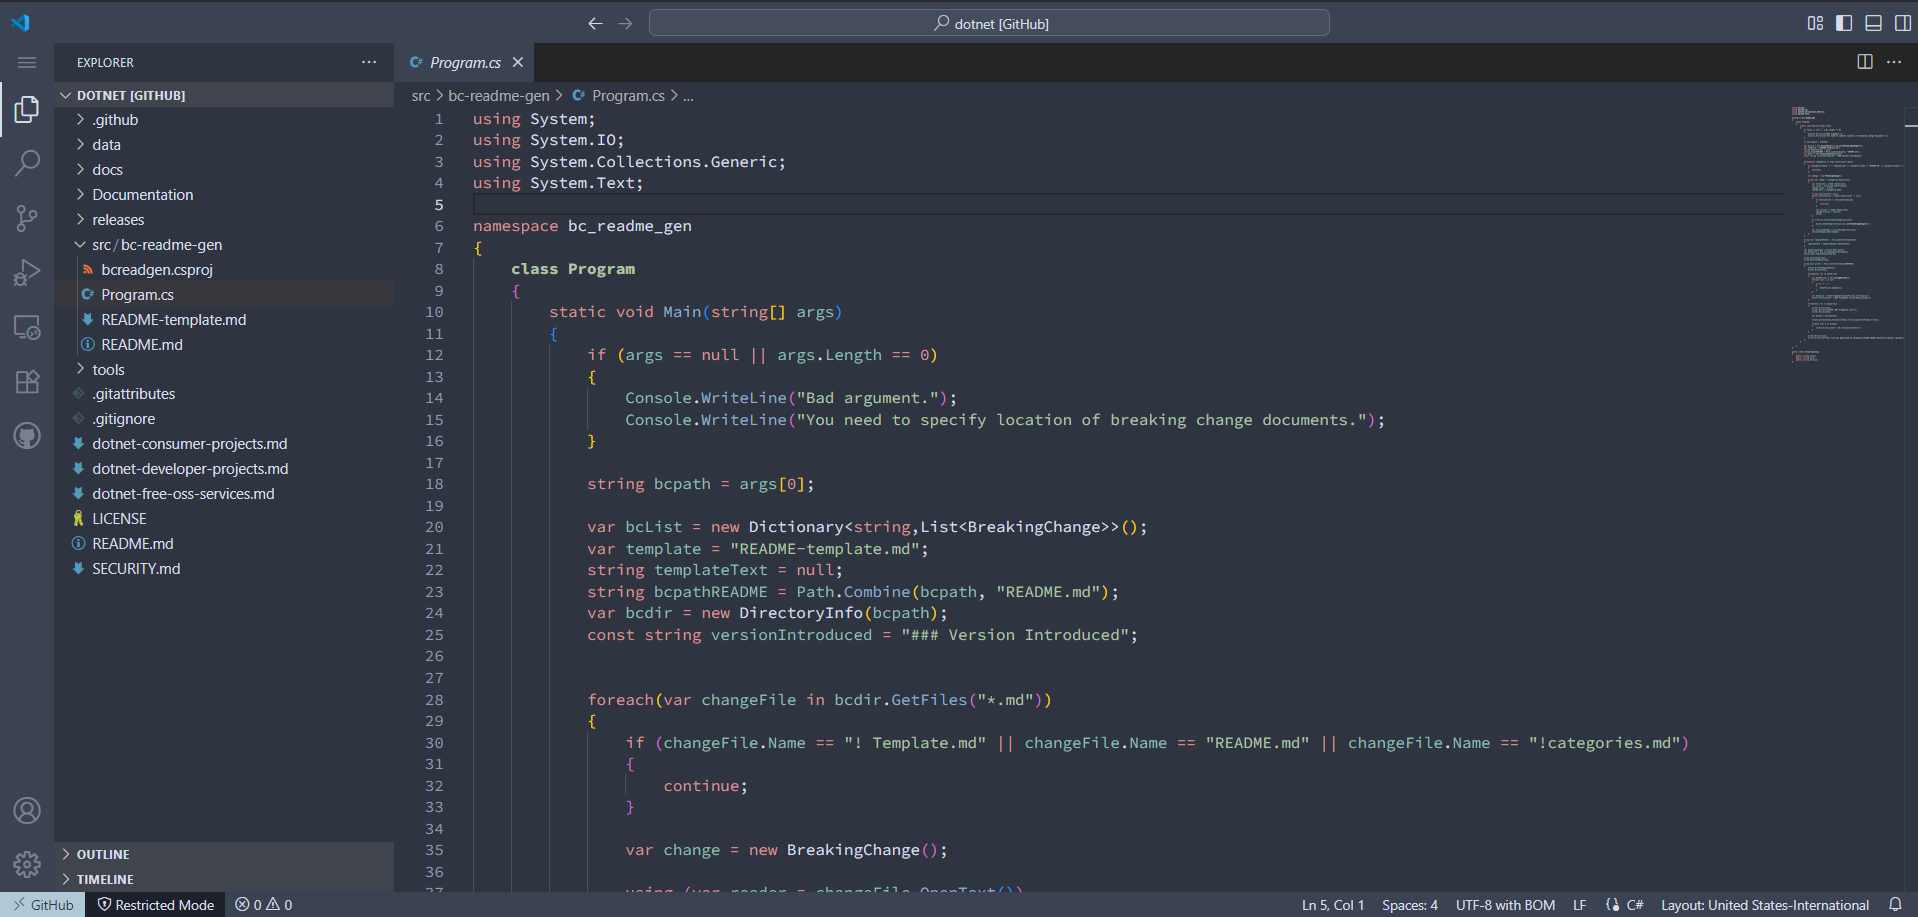 dotnet [GitHub]
EXPLORER
Program.cs
DOTNET [GITHUB]
.github
data
docs
Documentation
releases
src/bc-readme-gen
bcreadgen.csproj
Program.cs
README-template.md
README.md
tools
.gitattributes
.gitignore
dotnet-consumer-projects.md
dotnet-developer-projects.md
dotnet-free-oss-services.md
LICENSE
README.md
SECURITY.md
OUTLINE
TIMELINE
src > bc-readme-gen > Program.cs > ...
1 using System;
2 using System.IO;
3 using System.Collections.Generic;
4 using System.Text;
5
6 namespace bc_readme_gen
7 {
8 class Program
9 {
10 static void Main(string[] args)
11 {
12 if (args == null || args.Length == 0)
13 {
14 Console.WriteLine("Bad argument.");
15 Console.WriteLine("You need to specify location of breaking change documents.");
16 }
17
18 string bcpath = args[0];
19
20 var bcList = new Dictionary<string,List<BreakingChange>>();
21 var template = "README-template.md";
22 string templateText = null;
23 string bcpathREADME = Path.Combine(bcpath, "README.md");
24 var bcdir = new DirectoryInfo(bcpath);
25 const string versionIntroduced = "### Version Introduced";
26
27
28 foreach(var changeFile in bcdir.GetFiles("*.md"))
29 {
30 if (changeFile.Name == "! Template.md" || changeFile.Name == "README.md" || changeFile.Name == "!categories.md")
31 {
32 continue;
33 }
34
35 var change = new BreakingChange();
36
37 using (var reader = changeFile.OpenText())
GitHub
Restricted Mode
0 0
Ln 5, Col 1
Spaces: 4
UTF-8 with BOM
LF
C#
Layout: United States-International